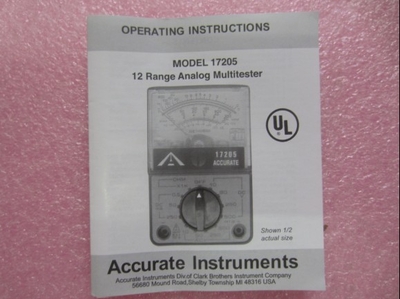 OPERATING INSTRUCTIONS
MODEL 17205
12 Range Analog Multitester
UL
17205
ACCURATE
Shown 1/2
actual size
Accurate Instruments
Accurate Instruments Div.of Clark Brothers Instrument Company
56680 Mound Road,Shelby Township MI 48316 USA